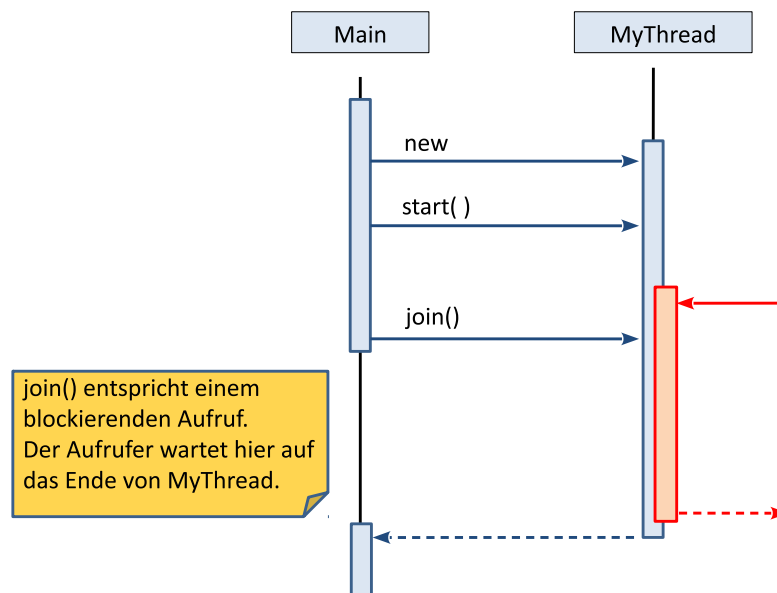 Main
MyThread
new
start( )
join()
join() entspricht einem
blockierenden Aufruf.
Der Aufrufer wartet hier auf
das Ende von MyThread.